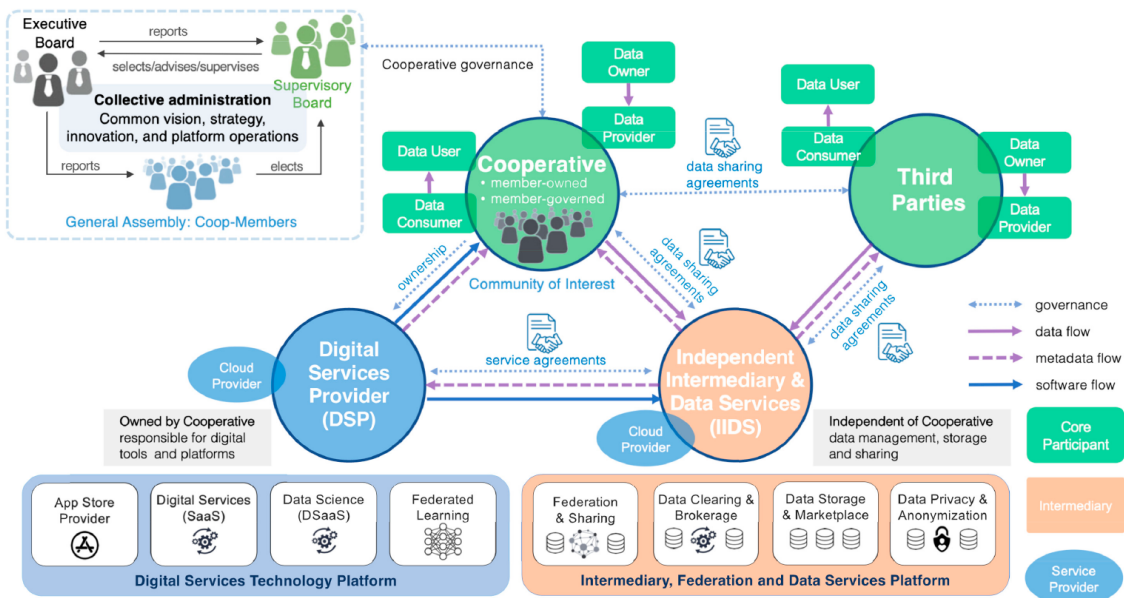 Executive
Board
reports
selects/advises/supervises
Supervisory
Board
Collective administration
Common vision, strategy,
innovation, and platform operations
reports
elects
General Assembly: Coop-Members
Cooperative governance
Data
Owner
Data
Provider
Data User
Data
Consumer
Cooperative
• member-owned
• member-governed
Community of Interest
data sharing
agreements
Data User
Data
Consumer
Data
Owner
Data
Provider
Third
Parties
ownership
data sharing
agreements
data sharing
agreements
service agreements
Digital
Services
Provider
(DSP)
Cloud
Provider
Independent
Intermediary &
Data Services
(IIDS)
Cloud
Provider
Owned by Cooperative
responsible for digital
tools and platforms
Independent of Cooperative
data management, storage
and sharing
governance
data flow
metadata flow
software flow
Core
Participant
Intermediary
Service
Provider
App Store
Provider
Digital Services
(SaaS)
Data Science
(DSaaS)
Federated
Learning
Digital Services Technology Platform
Federation
& Sharing
Data Clearing &
Brokerage
Data Storage
& Marketplace
Data Privacy &
Anonymization
Intermediary, Federation and Data Services Platform